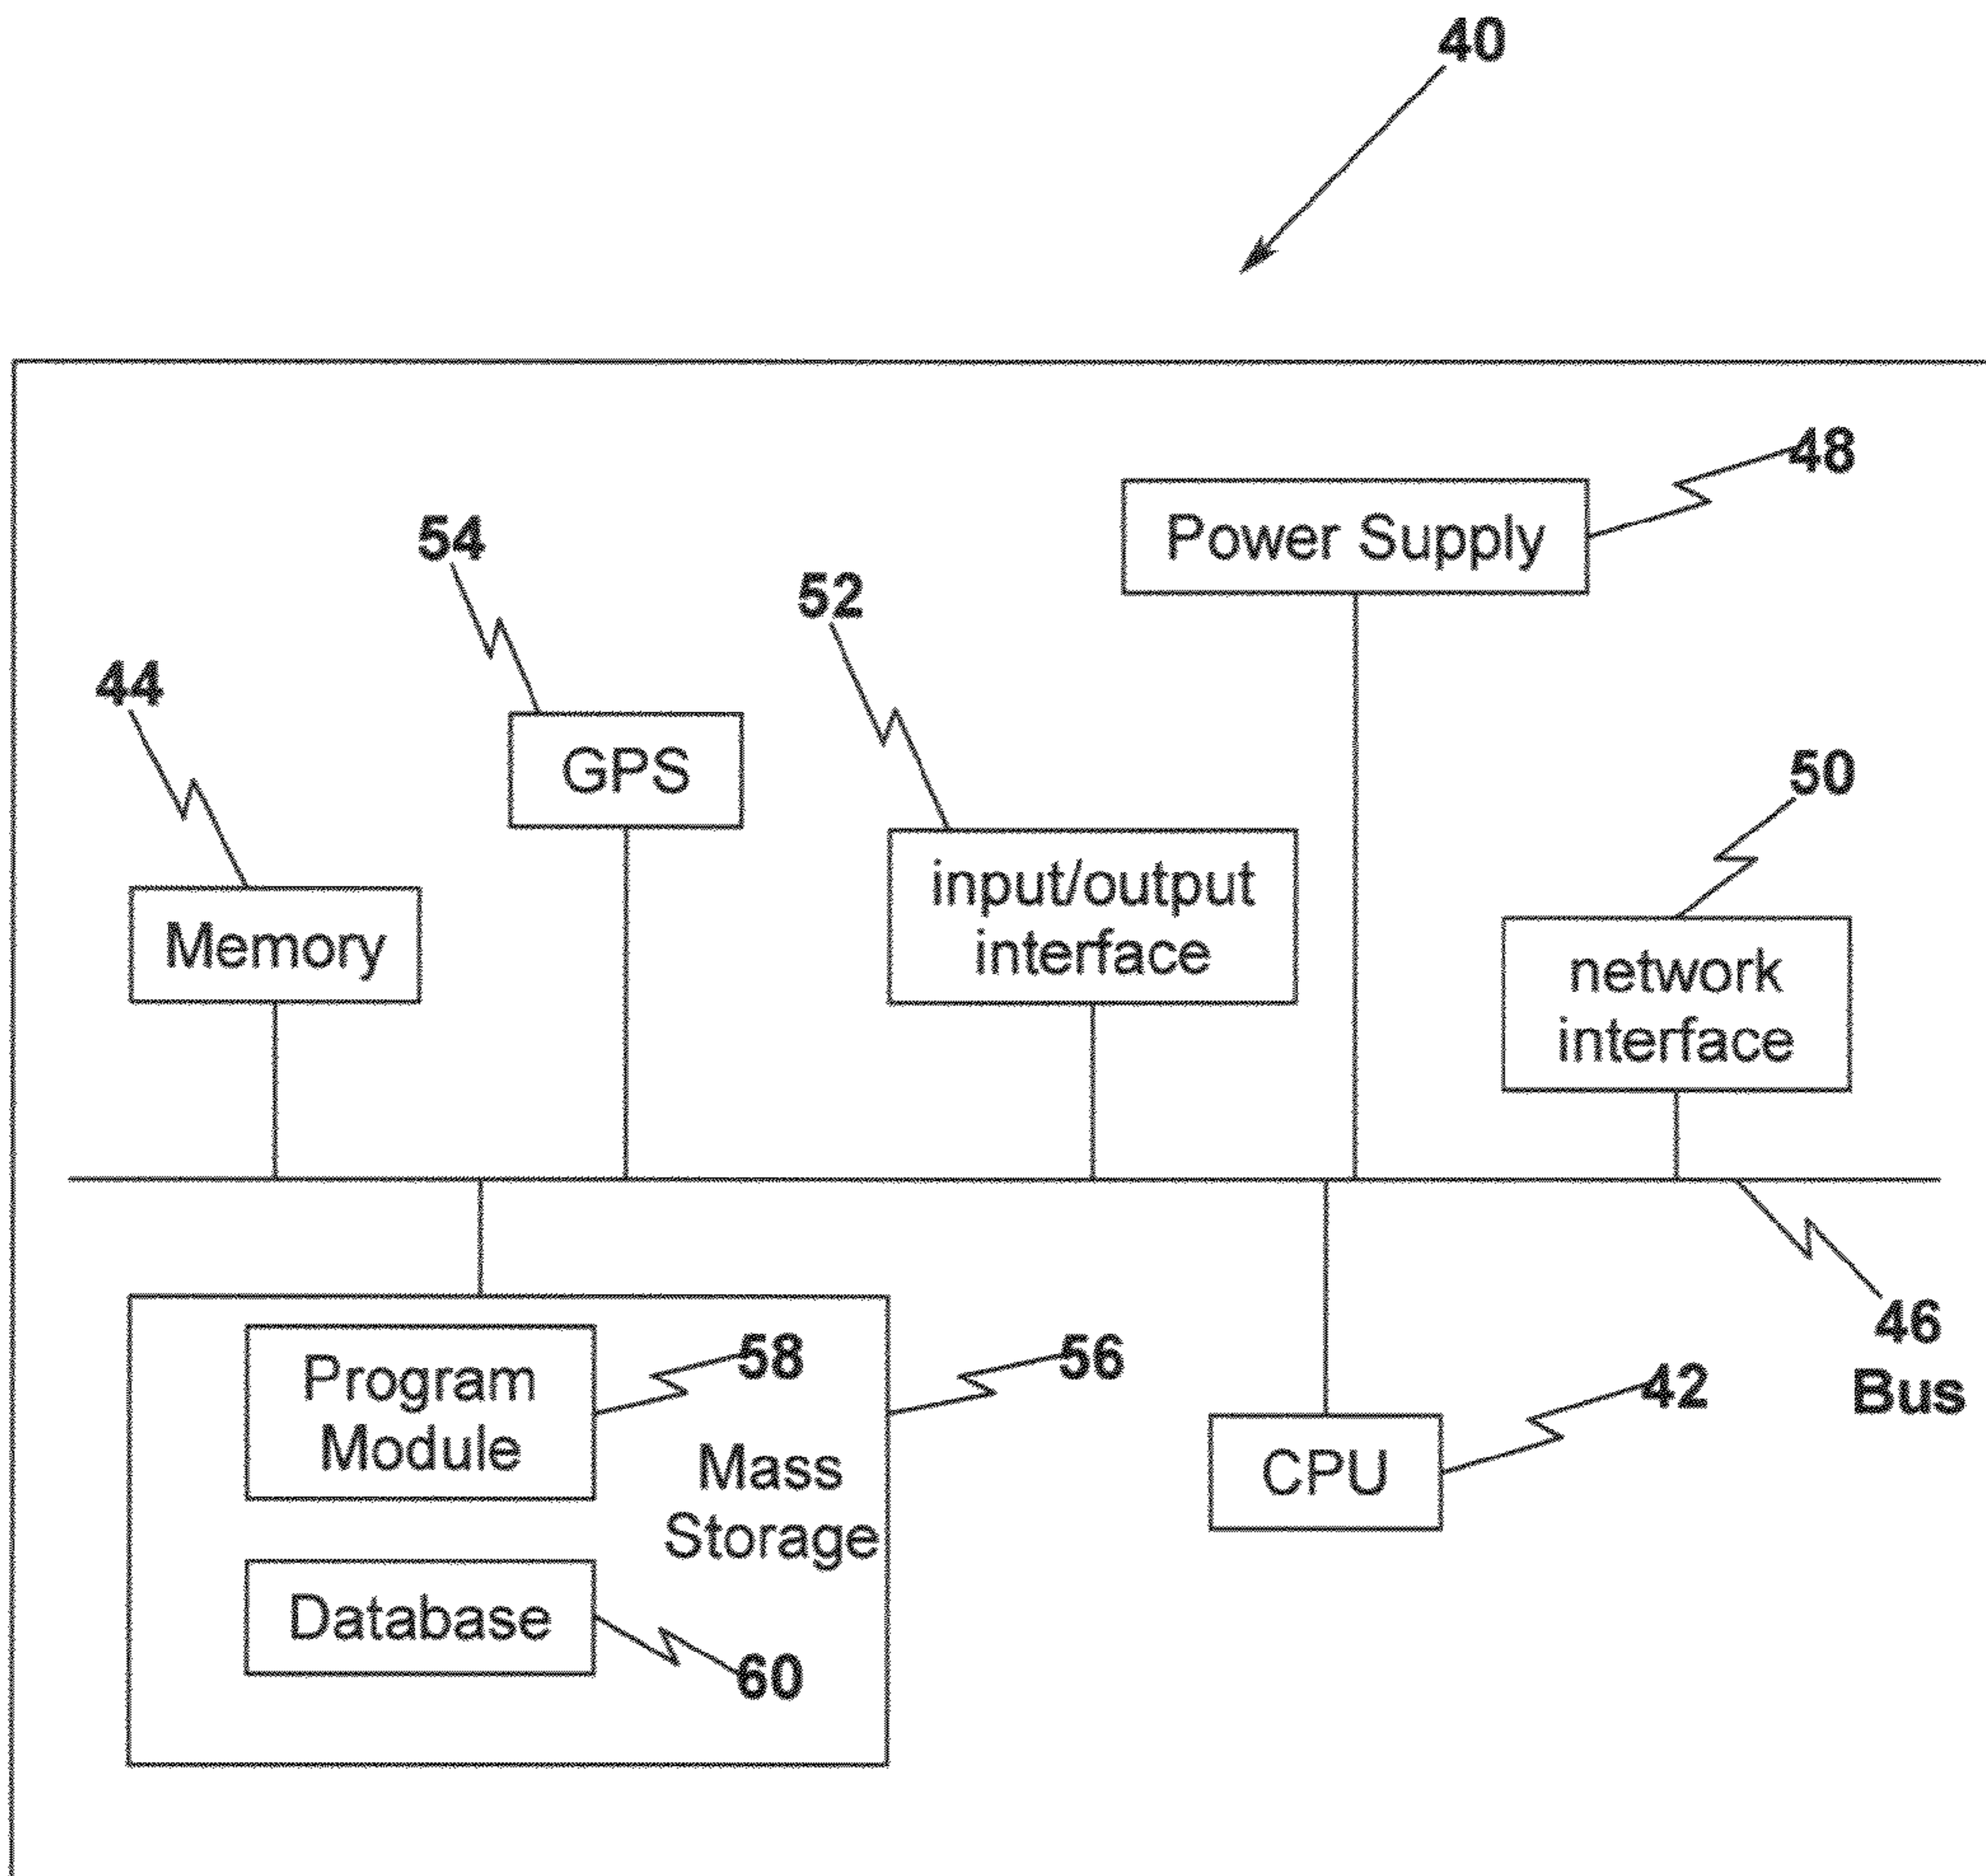 40
48
Power Supply
54
52
44
GPS
50
input/output
interface
Memory
network
interface
58
56
46
Bus
Program
Module
42
Mass
Storage
CPU
Database
60